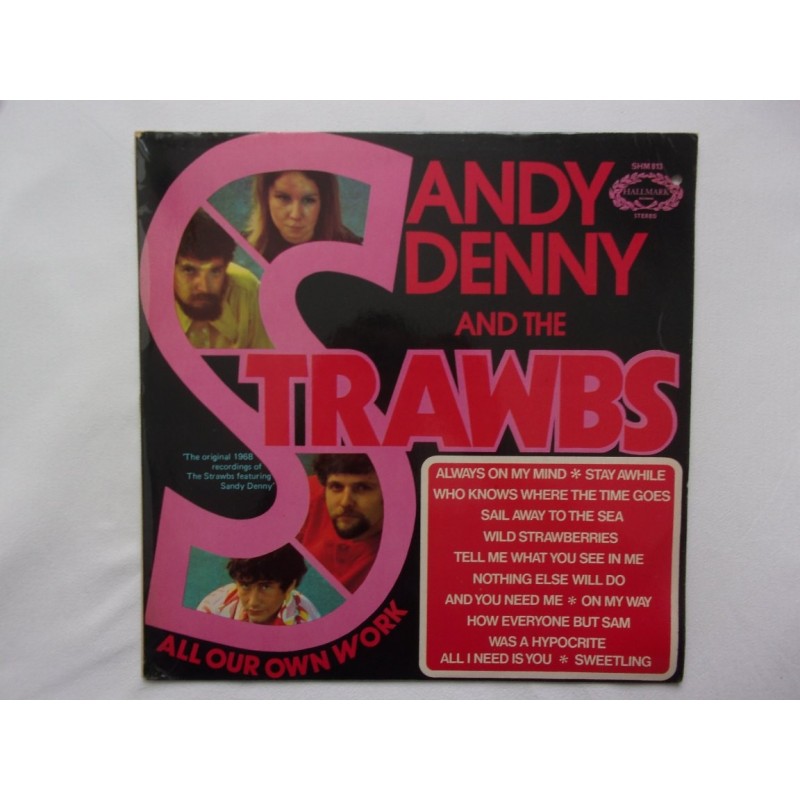 SANDY
DENNY
AND THE
STRAWBS
SHM 813
HALLMARK
STEREO
"The original 1968
recordings of
The Strawbs featuring
Sandy Denny"
ALWAYS ON MY MIND * STAY AWHILE
WHO KNOWS WHERE THE TIME GOES
SAIL AWAY TO THE SEA
WILD STRAWBERRIES
TELL ME WHAT YOU SEE IN ME
NOTHING ELSE WILL DO
AND YOU NEED ME * ON MY WAY
HOW EVERYONE BUT SAM
WAS A HYPOCRITE
ALL I NEED IS YOU * SWEETLING
ALL OUR OWN WORK